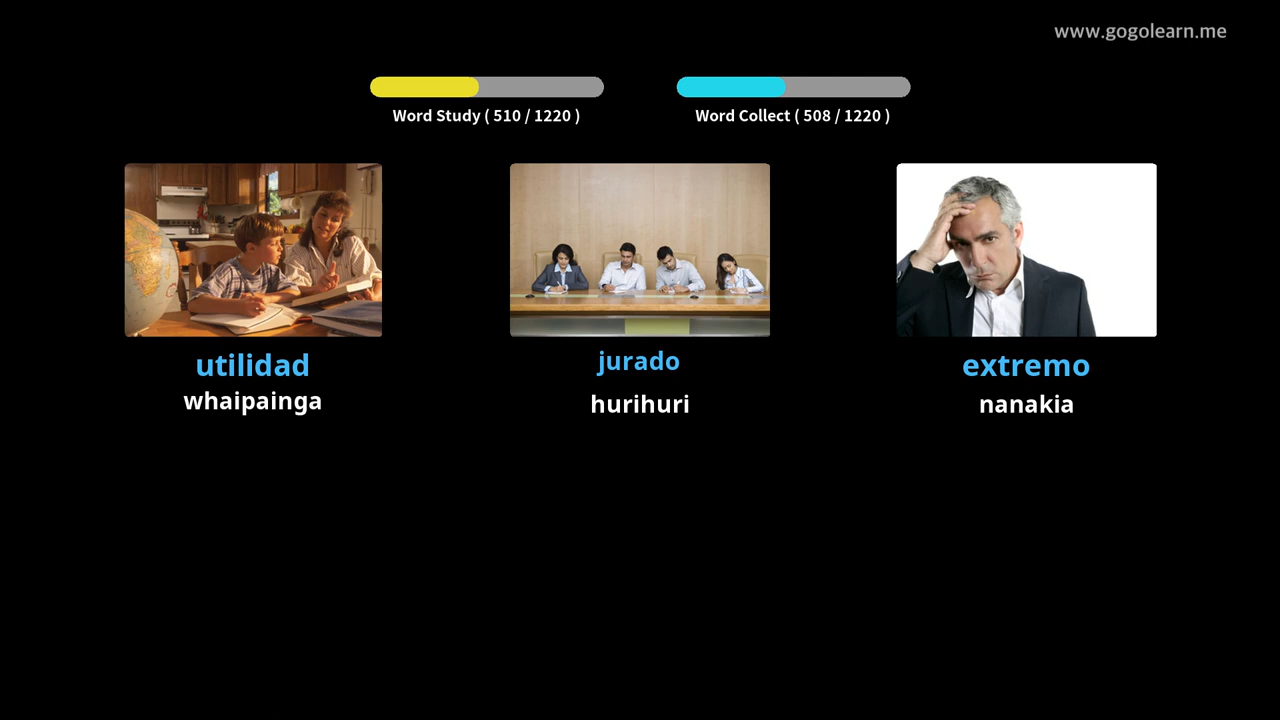 www.gogolearn.me
Word Study ( 510 / 1220 )
Word Collect ( 508 / 1220 )
utilidad
whaipainga
jurado
hurihuri
extremo
nanakia